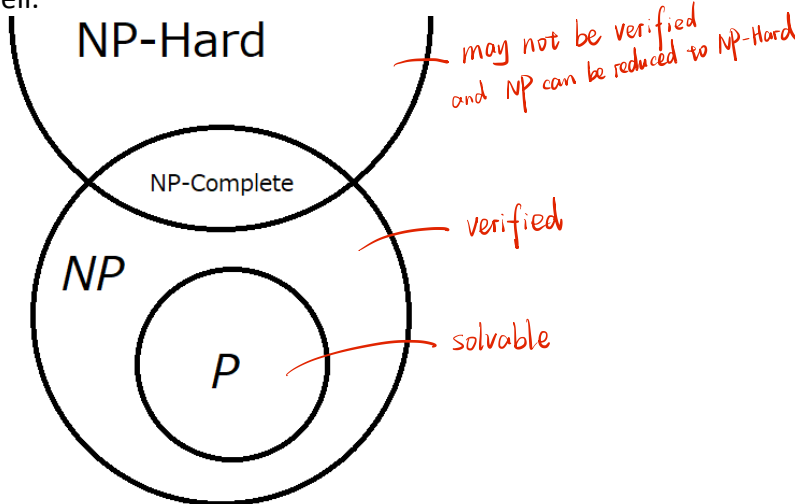 ell.
NP-Hard
may not be verified
and NP can be reduced to NP-Hard
NP-Complete
verified
NP
solvable
P